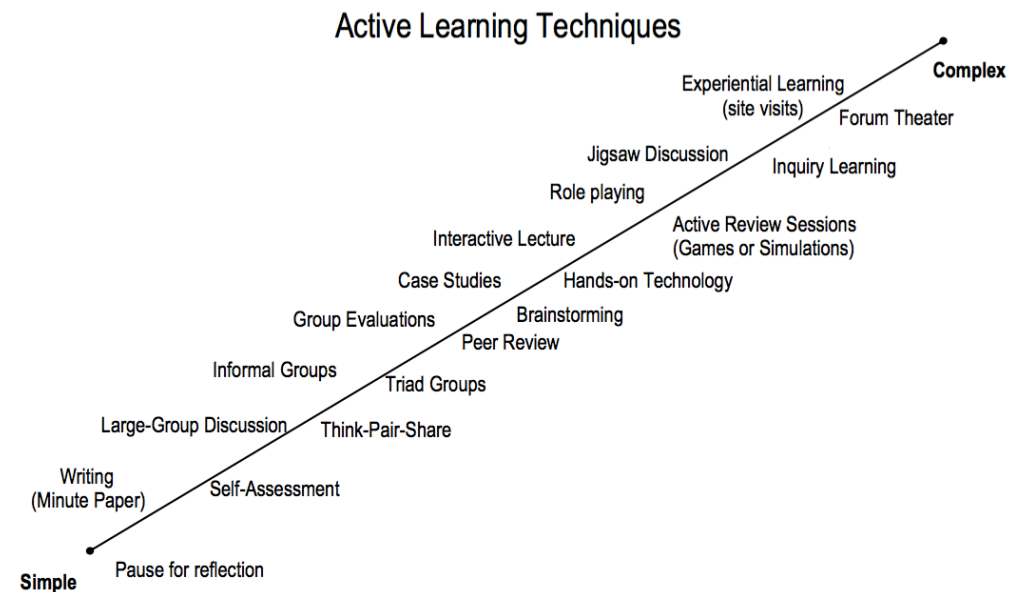 Active Learning Techniques
Complex
Experiential Learning
(site visits)
Forum Theater
Jigsaw Discussion
Inquiry Learning
Role playing
Active Review Sessions
(Games or Simulations)
Interactive Lecture
Case Studies
Hands-on Technology
Group Evaluations
Brainstorming
Peer Review
Informal Groups
Triad Groups
Large-Group Discussion
Think-Pair-Share
Writing
(Minute Paper)
Self-Assessment
Pause for reflection
Simple